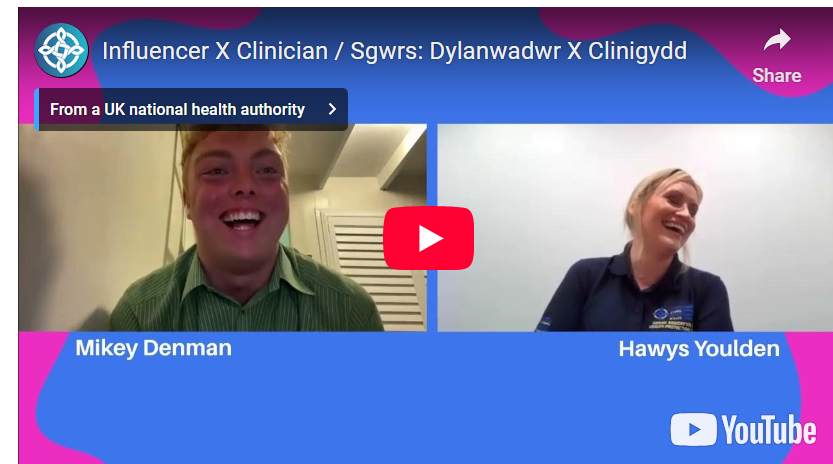 Influencer X Clinician / Sgwrs: Dylanwadwr X Clinigydd
Share
From a UK national health authority
Mikey Denman
Hawys Youlden
YouTube